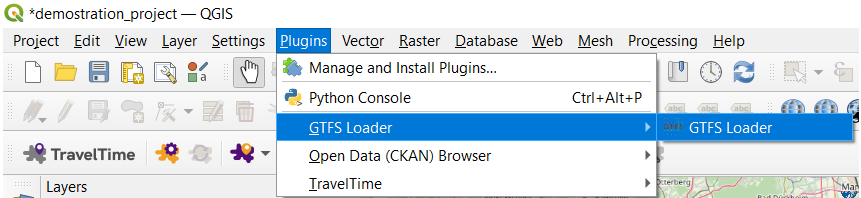 *demostration_project — QGIS
Project Edit View Layer Settings Plugins Vector Raster Database Web Mesh Processing Help
Manage and Install Plugins...
Python Console Ctrl+Alt+P
GTFS Loader GTFS Loader
TravelTime Open Data (CKAN) Browser
TravelTime
Layers
Otterberg